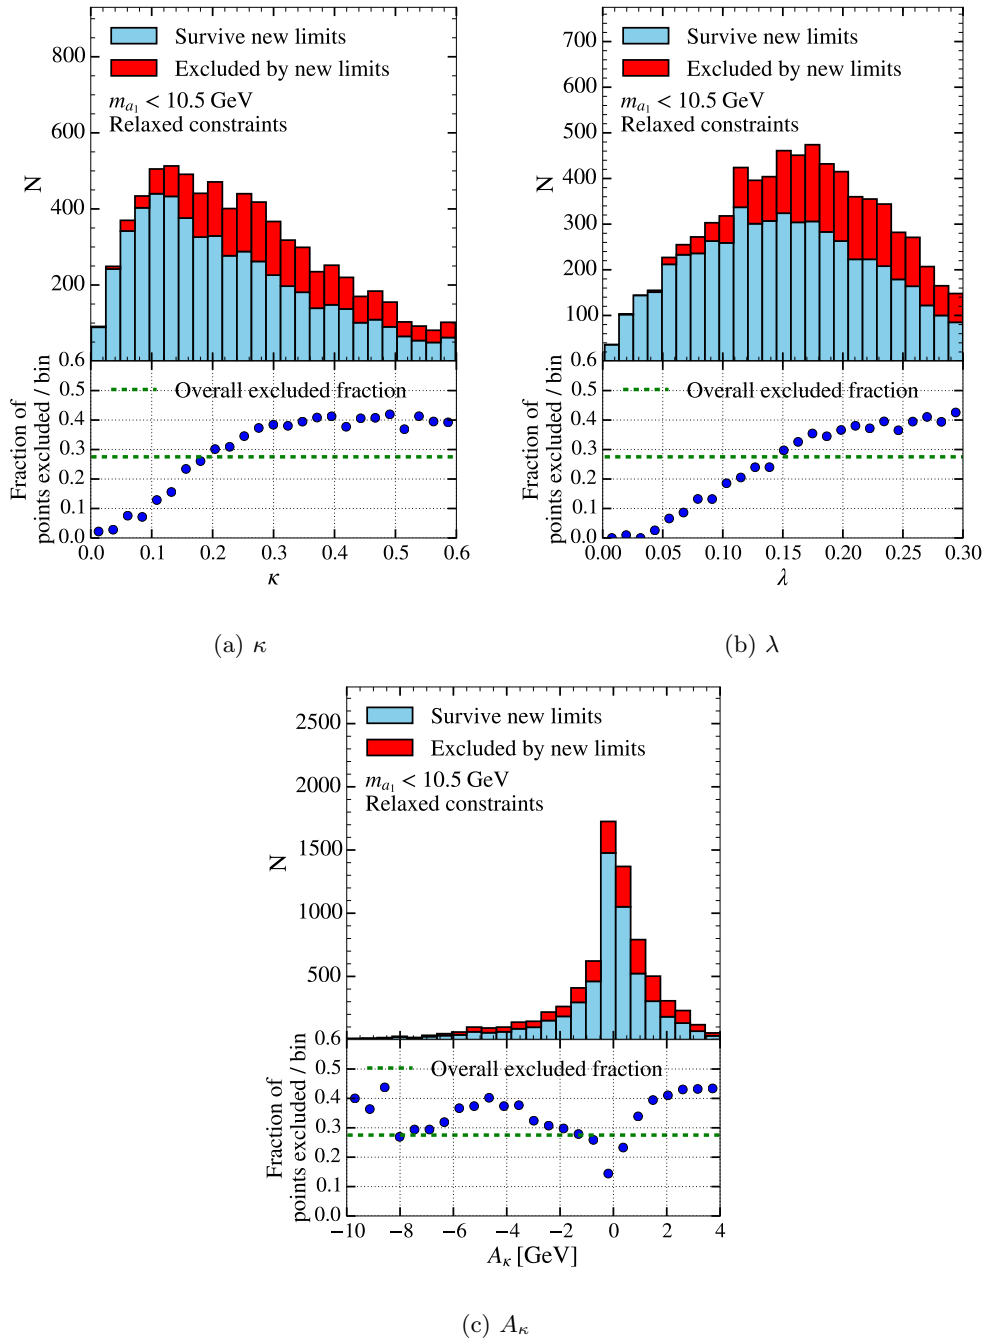 Survive new limits
Excluded by new limits
m_{a_1} < 10.5 GeV
Relaxed constraints
N
800
600
400
200
0.6
Overall excluded fraction
Fraction of
points excluded / bin
0.5
0.4
0.3
0.2
0.1
0.0
0.0 0.1 0.2 0.3 0.4 0.5 0.6
κ
(a) κ
Survive new limits
Excluded by new limits
m_{a_1} < 10.5 GeV
Relaxed constraints
N
700
600
500
400
300
200
100
0.6
Overall excluded fraction
Fraction of
points excluded / bin
0.5
0.4
0.3
0.2
0.1
0.0
0.00 0.05 0.10 0.15 0.20 0.25 0.30
λ
(b) λ
Survive new limits
Excluded by new limits
m_{a_1} < 10.5 GeV
Relaxed constraints
N
2500
2000
1500
1000
500
0.6
Overall excluded fraction
Fraction of
points excluded / bin
0.5
0.4
0.3
0.2
0.1
0.0
−10 −8 −6 −4 −2 0 2 4
A_κ [GeV]
(c) A_κ